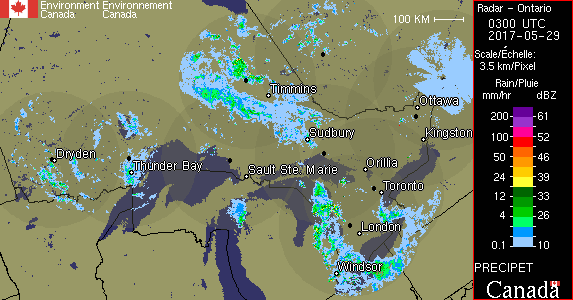 Environment Environnement
Canada Canada
100 KM
Timmins
Ottawa
Sudbury
Kingston
Dryden
Thunder Bay
Sault Ste. Marie
Orillia
Toronto
London
Windsor
Radar - Ontario
0300 UTC
2017-05-29
Scale/Échelle:
3.5 km/Pixel
Rain/Pluie
mm/hr dBZ
200 61
100 52
50 46
24 39
12 33
4 26
2 20
0.1 10
PRECIPET
Canada